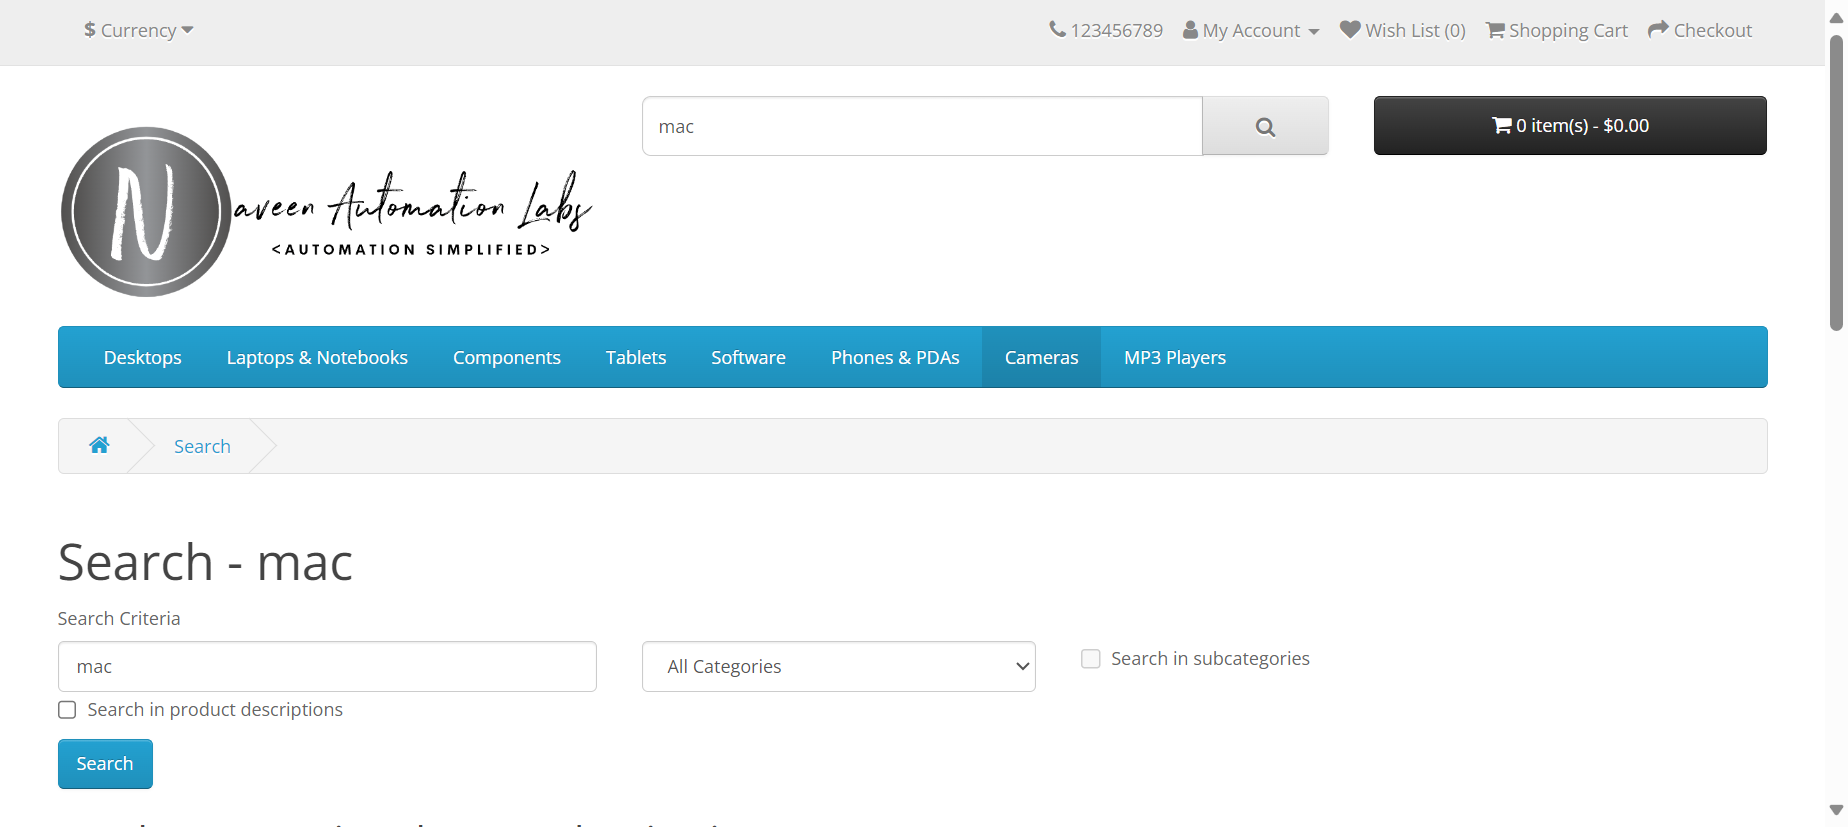 $ Currency
123456789 My Account Wish List (0) Shopping Cart Checkout
mac
0 item(s) - $0.00
N
aveen Automation Labs
<AUTOMATION SIMPLIFIED>
Desktops Laptops & Notebooks Components Tablets Software Phones & PDAs Cameras MP3 Players
Search
Search - mac
Search Criteria
mac
All Categories
Search in subcategories
Search in product descriptions
Search